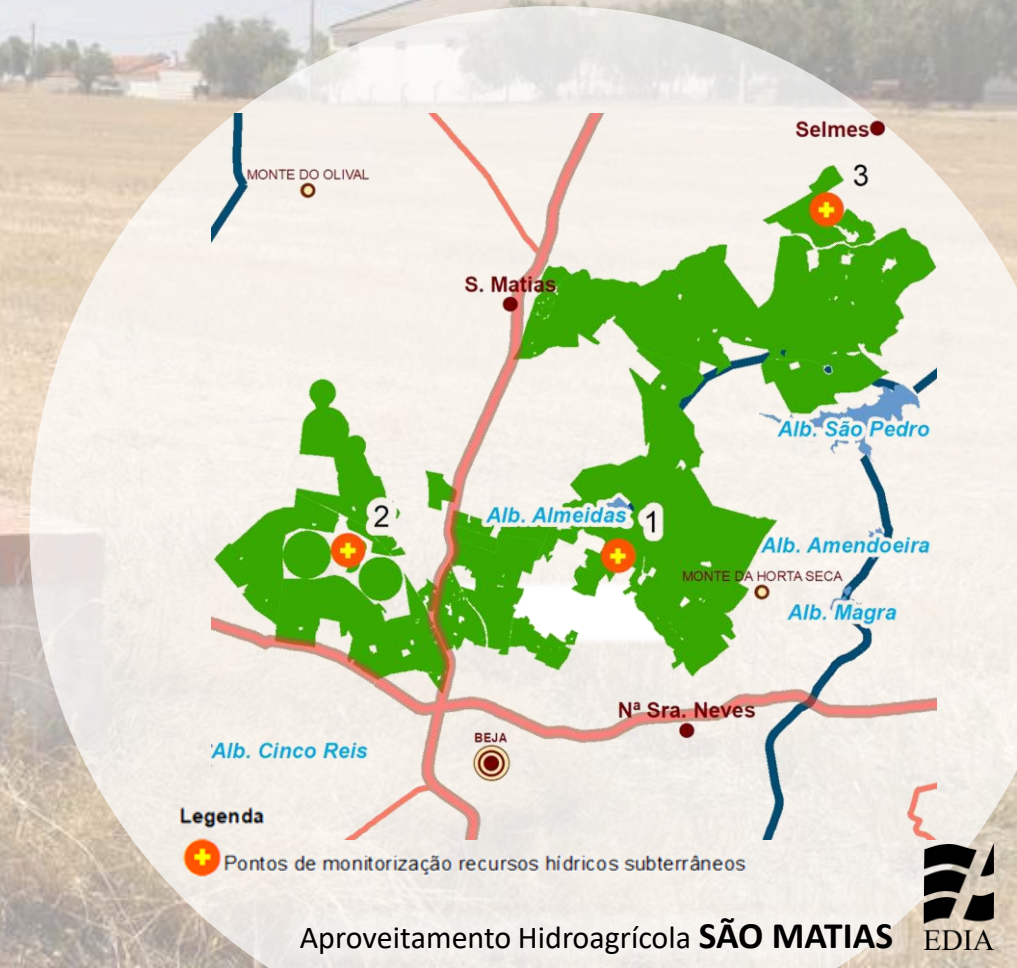 Selmes
MONTE DO OLIVAL
3
S. Matias
Alb. São Pedro
2
Alb. Almeidas
1
Alb. Amendoeira
MONTE DA HORTA SECA
Alb. Magra
Nª Sra. Neves
BEJA
Alb. Cinco Reis
Legenda
Pontos de monitorização recursos hídricos subterrâneos
Aproveitamento Hidroagrícola SÃO MATIAS
EDIA